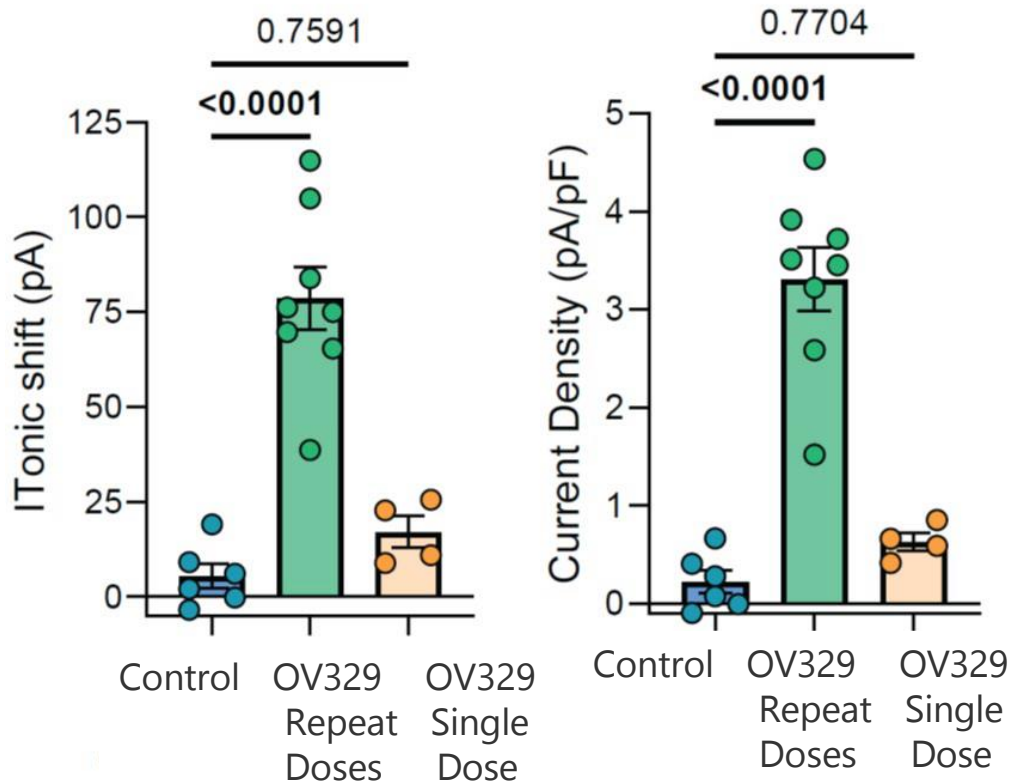 0.7591
<0.0001
ITonic shift (pA)
125
100
75
50
25
0
Control
OV329
Repeat
Doses
OV329
Single
Dose
0.7704
<0.0001
Current Density (pA/pF)
5
4
3
2
1
0
Control
OV329
Repeat
Doses
OV329
Single
Dose